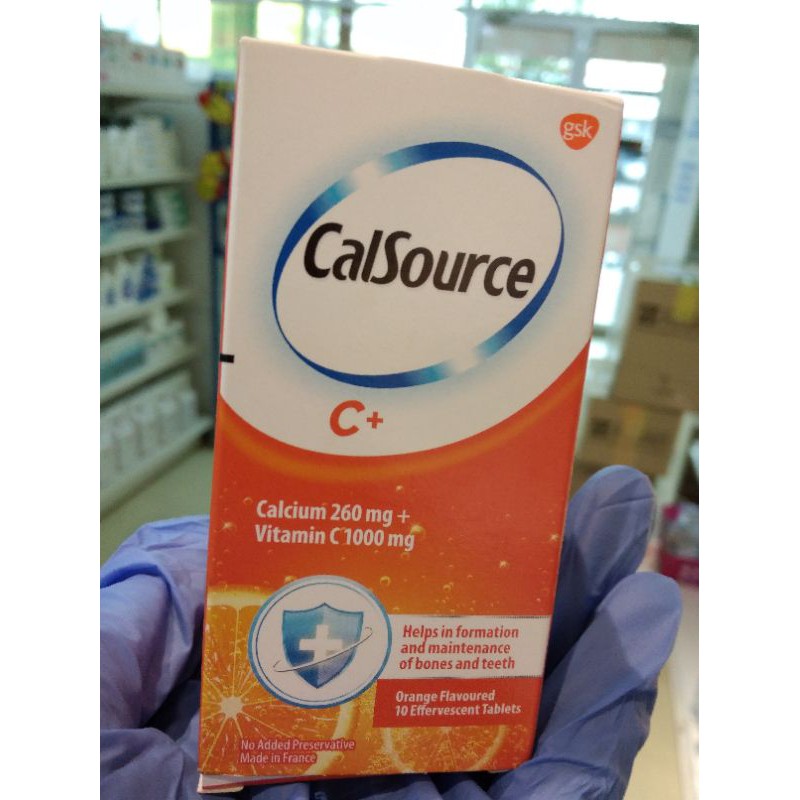 gsk
CalSource
C+
Calcium 260 mg +
Vitamin C 1000 mg
Helps in formation
and maintenance
of bones and teeth
Orange Flavoured
10 Effervescent Tablets
No Added Preservative
Made in France